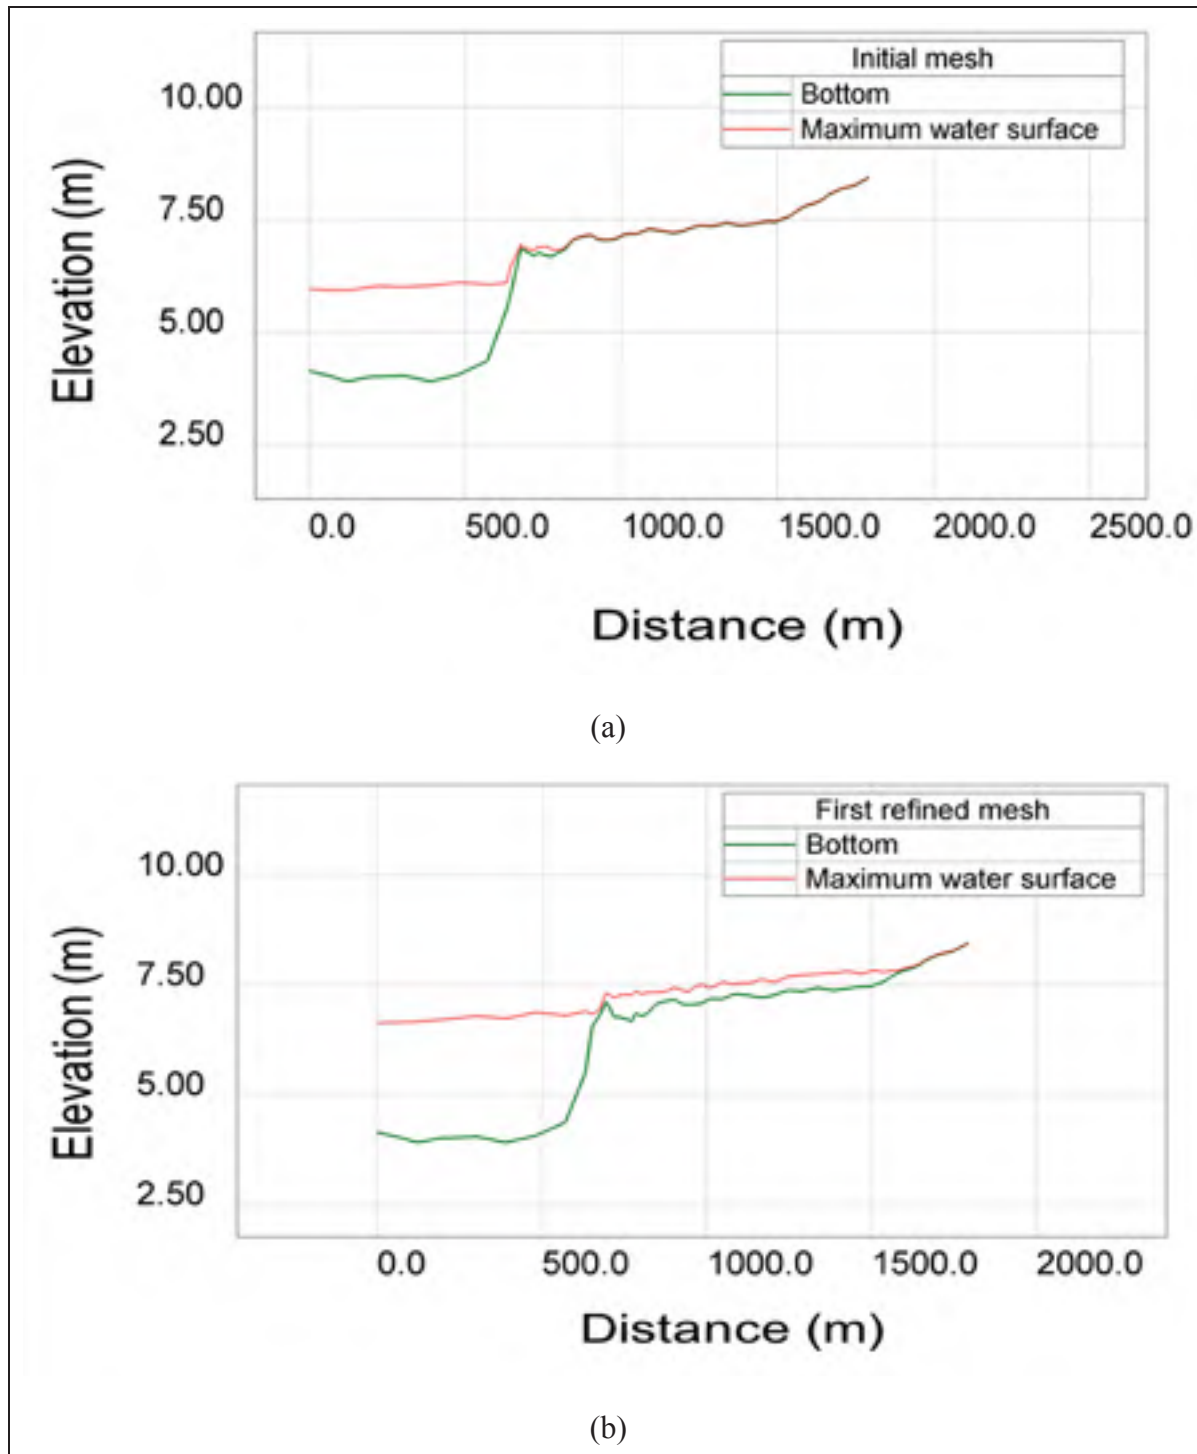 Initial mesh
Bottom
Maximum water surface
10.00
7.50
5.00
2.50
Elevation (m)
0.0 500.0 1000.0 1500.0 2000.0 2500.0
Distance (m)
(a)
First refined mesh
Bottom
Maximum water surface
10.00
7.50
5.00
2.50
Elevation (m)
0.0 500.0 1000.0 1500.0 2000.0
Distance (m)
(b)